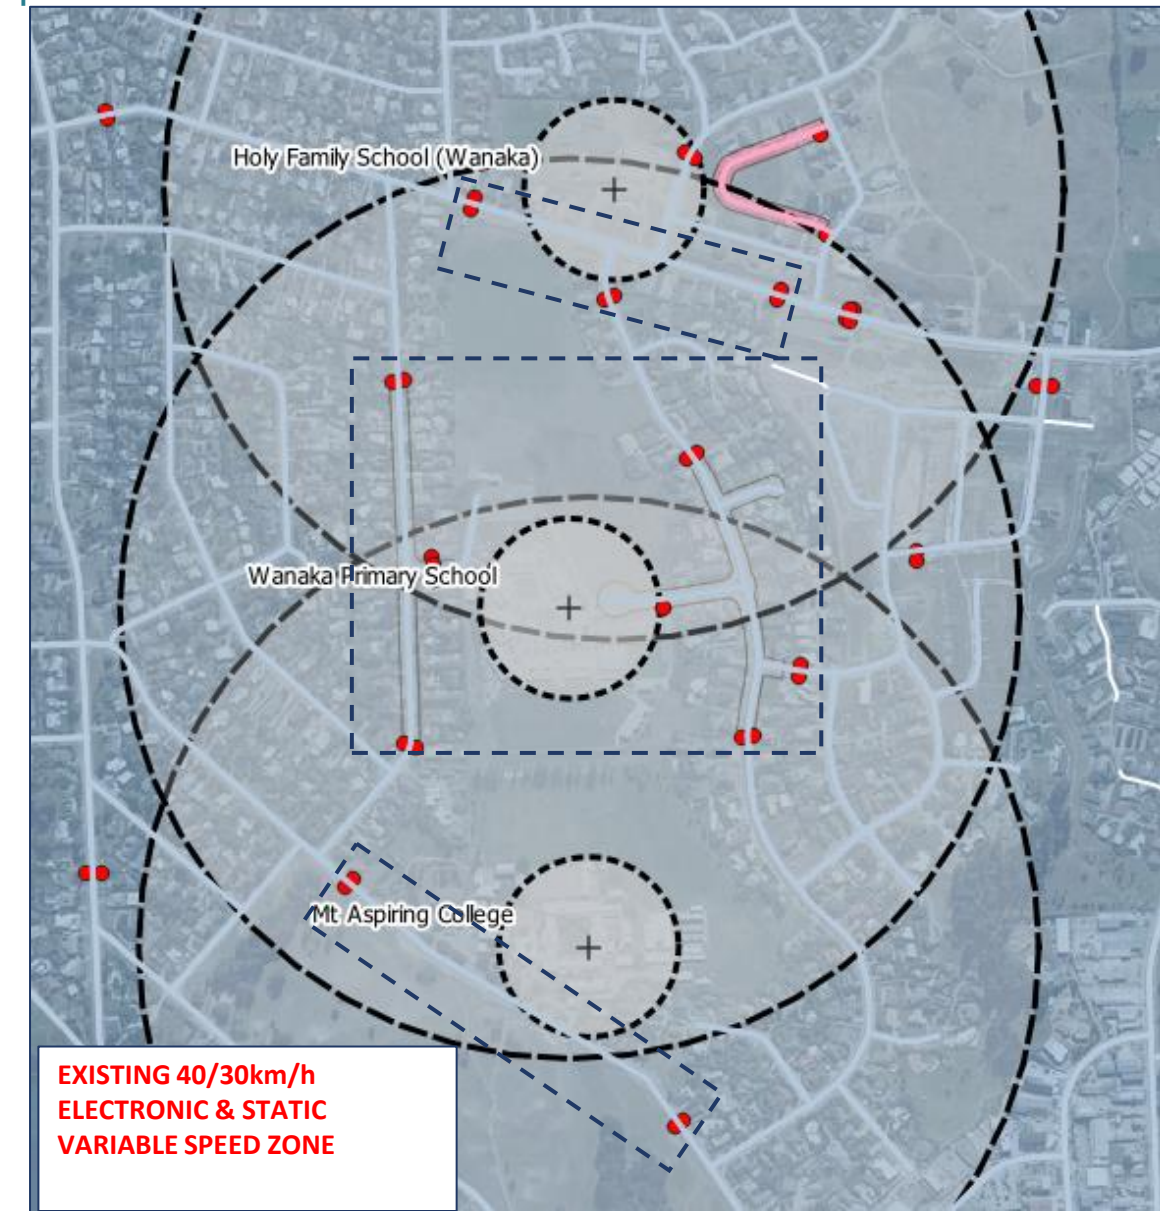 Holy Family School (Wanaka)
Wanaka Primary School
Mt Aspiring College
EXISTING 40/30km/h
ELECTRONIC & STATIC
VARIABLE SPEED ZONE